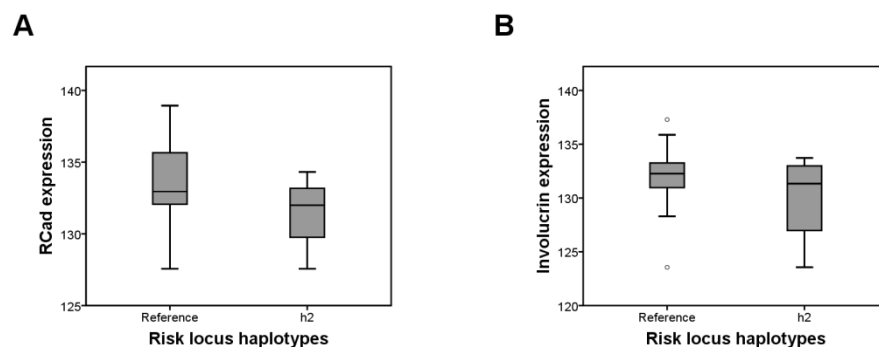 A
B
RCad expression
140
135
130
125
Reference
h2
Risk locus haplotypes
Involucrin expression
140
135
130
125
120
Reference
h2
Risk locus haplotypes